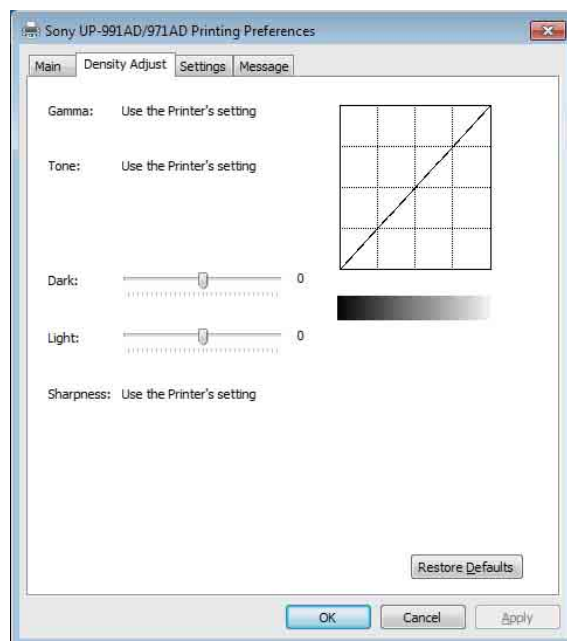 Sony UP-991AD/971AD Printing Preferences
Main Density Adjust Settings Message
Gamma: Use the Printer's setting
Tone: Use the Printer's setting
Dark: 0
Light: 0
Sharpness: Use the Printer's setting
Restore Defaults
OK Cancel Apply